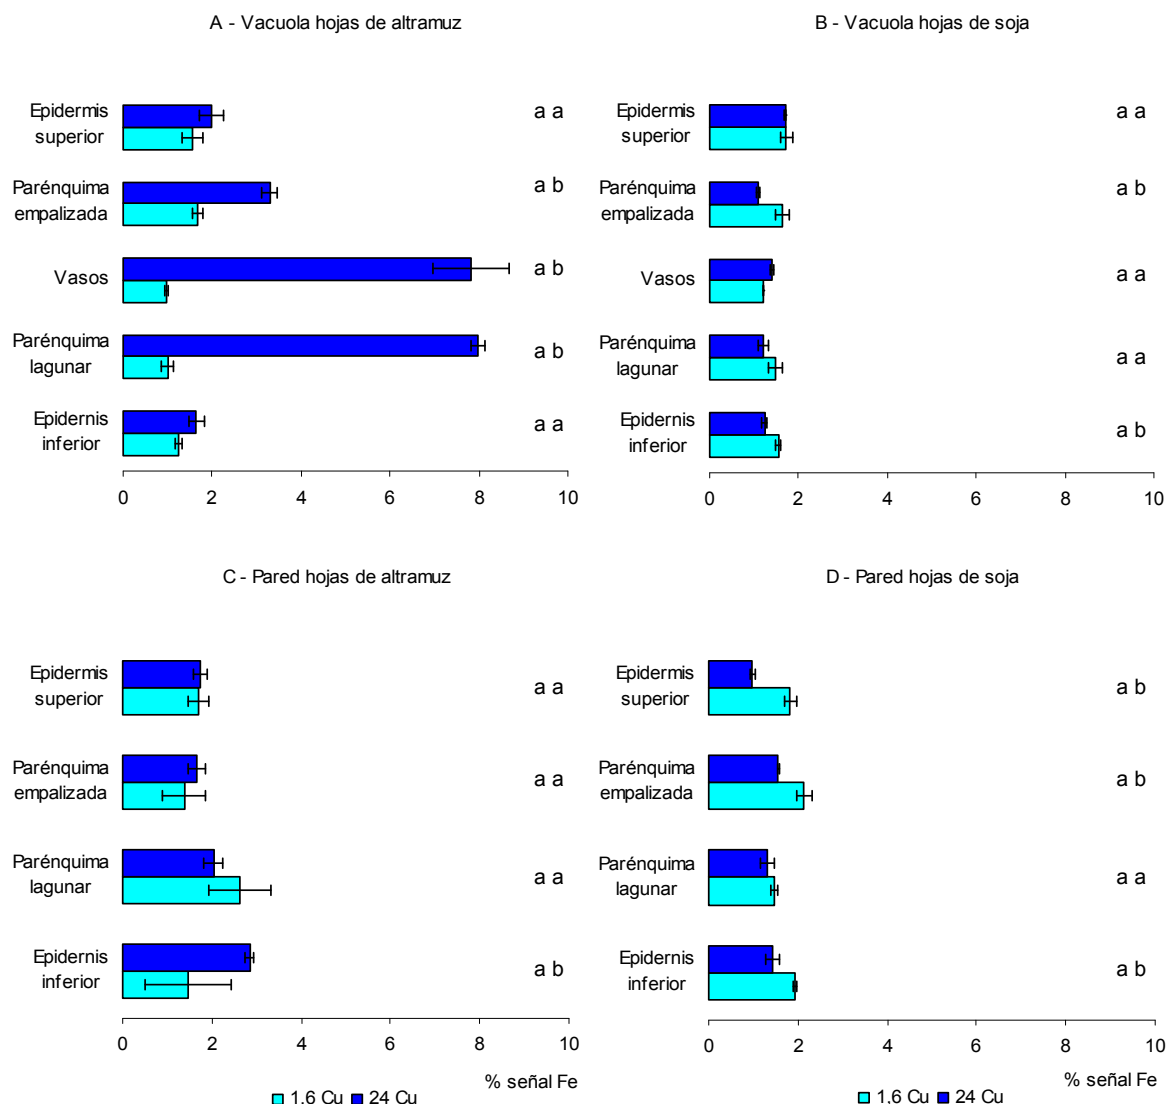 A - Vacuola hojas de altramuz
Epidermis
superior
a a
Parénquima
empalizada
a b
Vasos
a b
Parénquima
lagunar
a b
Epidernis
inferior
a a
0 2 4 6 8 10
B - Vacuola hojas de soja
Epidermis
superior
a a
Parénquima
empalizada
a b
Vasos
a a
Parénquima
lagunar
a a
Epidernis
inferior
a b
0 2 4 6 8 10
C - Pared hojas de altramuz
Epidermis
superior
a a
Parénquima
empalizada
a a
Parénquima
lagunar
a a
Epidernis
inferior
a b
0 2 4 6 8 10
% señal Fe
1,6 Cu 24 Cu
D - Pared hojas de soja
Epidermis
superior
a b
Parénquima
empalizada
a b
Parénquima
lagunar
a a
Epidernis
inferior
a b
0 2 4 6 8 10
% señal Fe
1,6 Cu 24 Cu